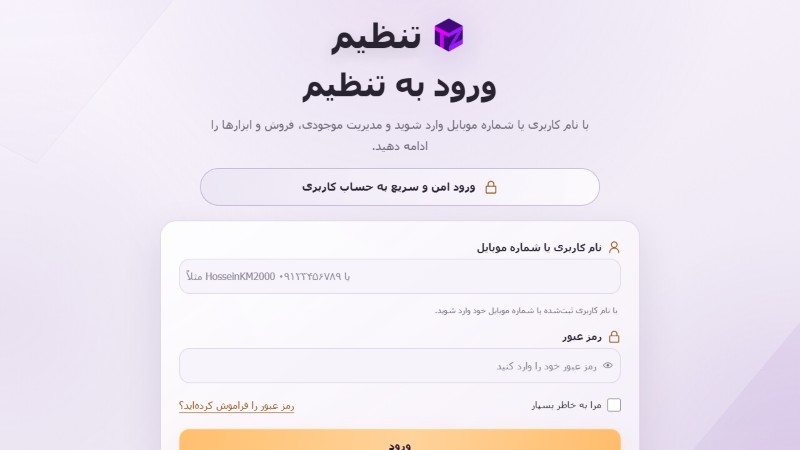 تنظیم
ورود به تنظیم
با نام کاربری یا شماره موبایل وارد شوید و مدیریت موجودی، فروش و ابزارها را
ادامه دهید.
ورود امن و سریع به حساب کاربری
نام کاربری یا شماره موبایل
مثلاً HosseinKM2000 یا ۰۹۱۲۳۴۵۶۷۸۹
با نام کاربری ثبت‌شده یا شماره موبایل خود وارد شوید.
رمز عبور
رمز عبور خود را وارد کنید
مرا به خاطر بسپار
رمز عبور را فراموش کرده‌اید؟
ورود